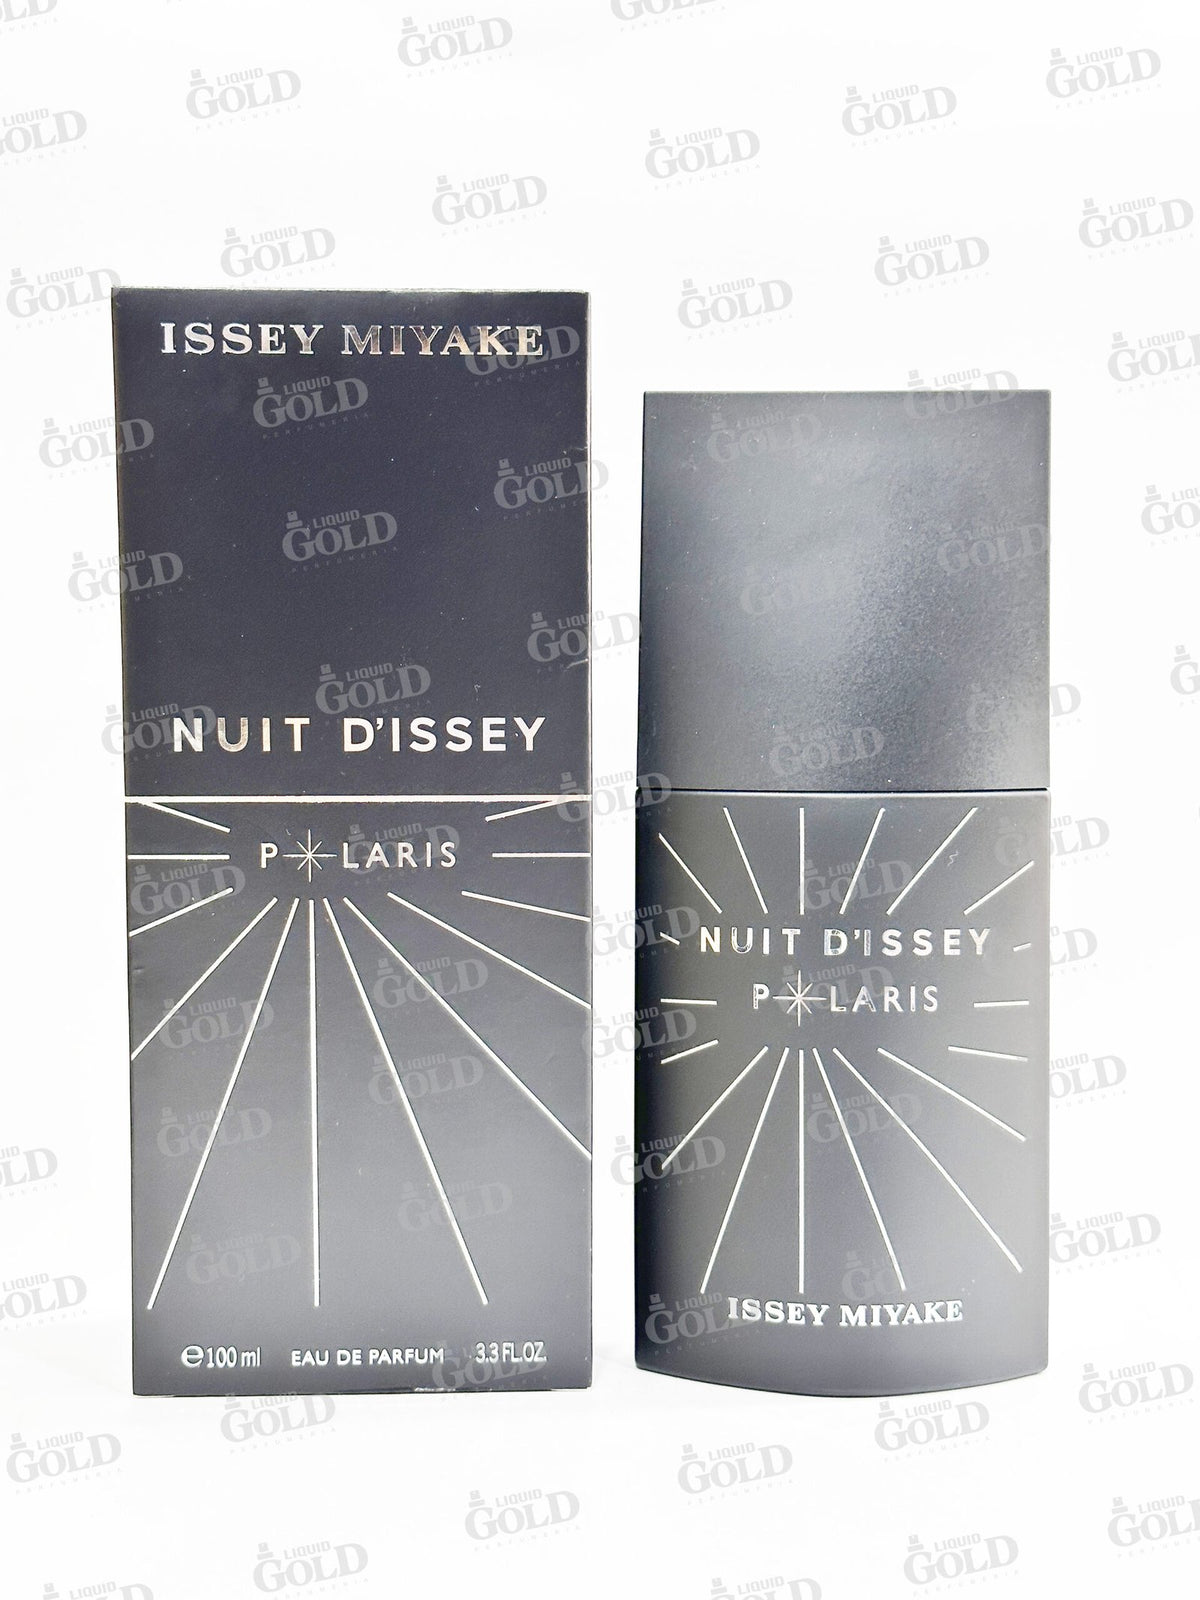 ISSEY MIYAKE
NUIT D'ISSEY
P LARIS
e 100 ml EAU DE PARFUM 3.3 FL.OZ.
NUIT D'ISSEY
P LARIS
ISSEY MIYAKE
LIQUID
GOLD
PERFUMERIA